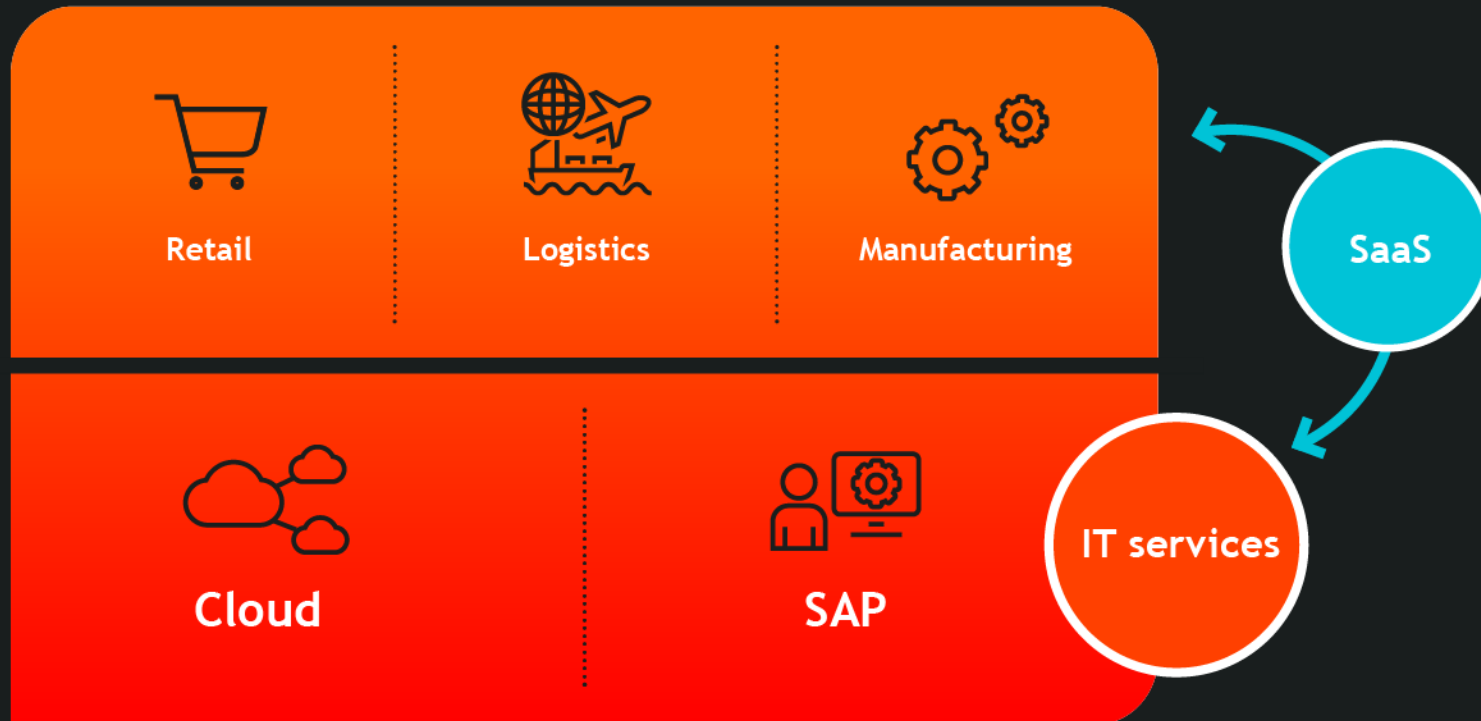 Retail
Logistics
Manufacturing
SaaS
Cloud
SAP
IT services